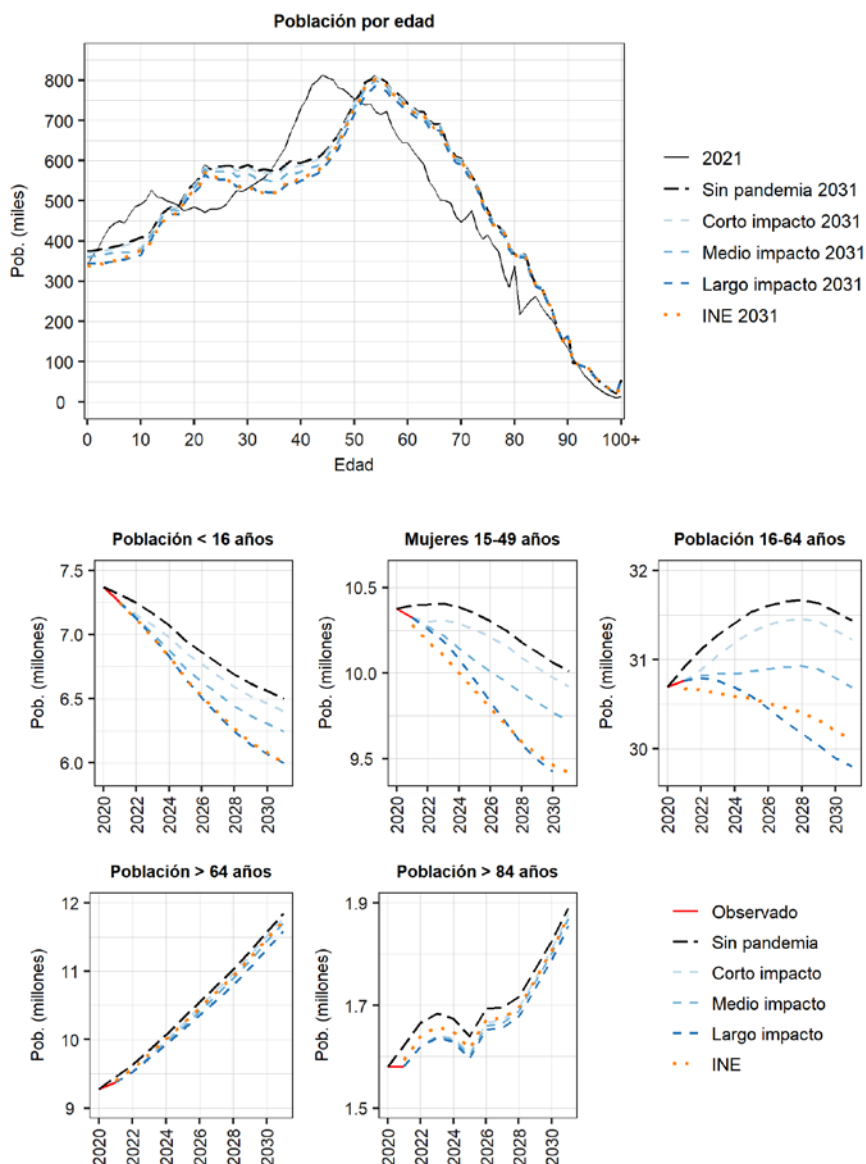 Población por edad
Pob. (miles)
800
700
600
500
400
300
200
100
0
0 10 20 30 40 50 60 70 80 90 100+
Edad
2021
Sin pandemia 2031
Corto impacto 2031
Medio impacto 2031
Largo impacto 2031
INE 2031
Población < 16 años
Pob. (millones)
7.5
7.0
6.5
6.0
2020 2022 2024 2026 2028 2030
Mujeres 15-49 años
Pob. (millones)
10.5
10.0
9.5
2020 2022 2024 2026 2028 2030
Población 16-64 años
Pob. (millones)
32
31
30
2020 2022 2024 2026 2028 2030
Población > 64 años
Pob. (millones)
12
11
10
9
2020 2022 2024 2026 2028 2030
Población > 84 años
Pob. (millones)
1.9
1.7
1.5
2020 2022 2024 2026 2028 2030
Observado
Sin pandemia
Corto impacto
Medio impacto
Largo impacto
INE